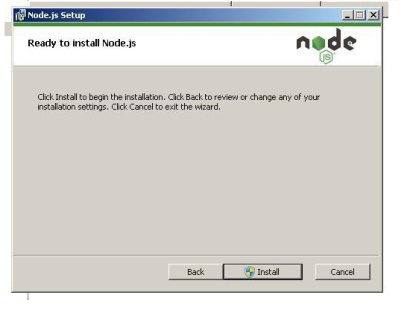 Node.js Setup
Ready to install Node.js
node
JS
Click Install to begin the installation. Click Back to review or change any of your
installation settings. Click Cancel to exit the wizard.
Back
Install
Cancel